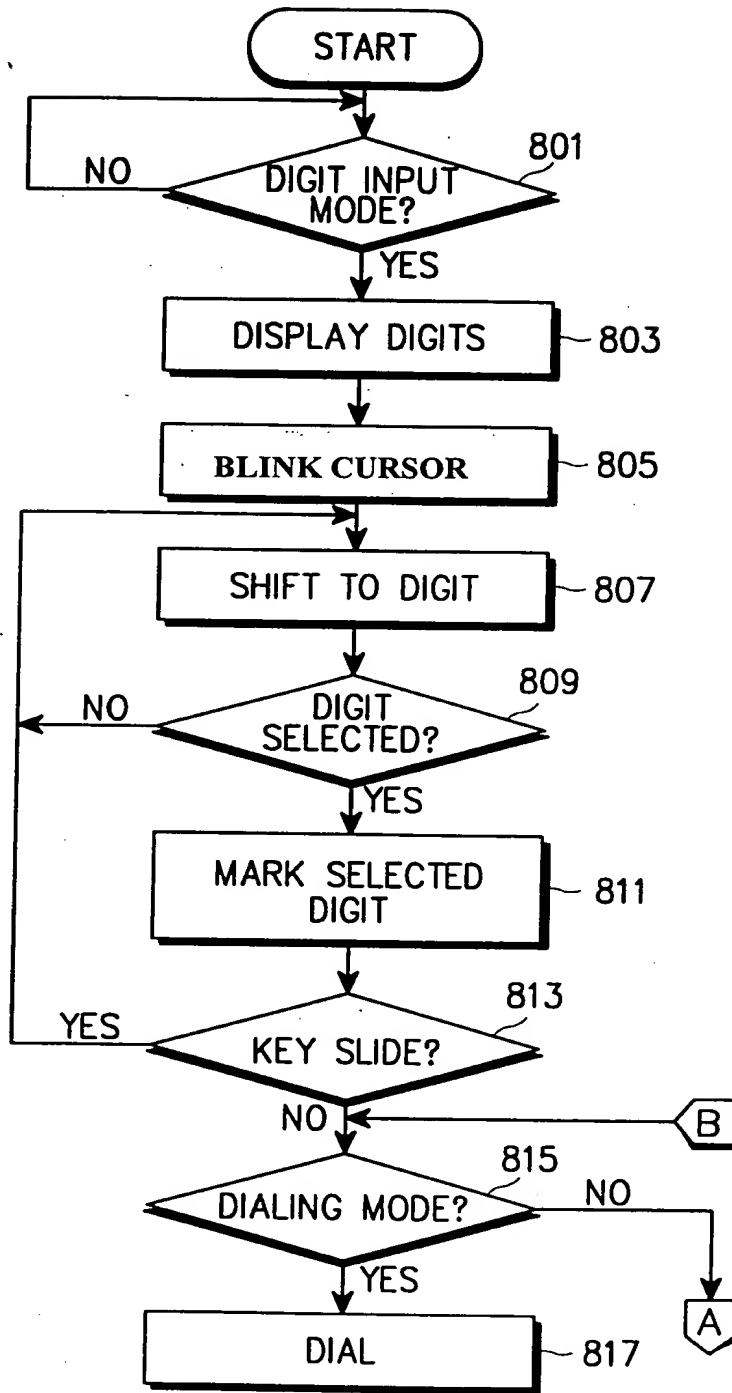 START
801
NO
DIGIT INPUT
MODE?
YES
DISPLAY DIGITS
803
BLINK CURSOR
805
SHIFT TO DIGIT
807
809
NO
DIGIT
SELECTED?
YES
MARK SELECTED
DIGIT
811
813
YES
KEY SLIDE?
NO
B
815
DIALING MODE?
NO
YES
A
DIAL
817